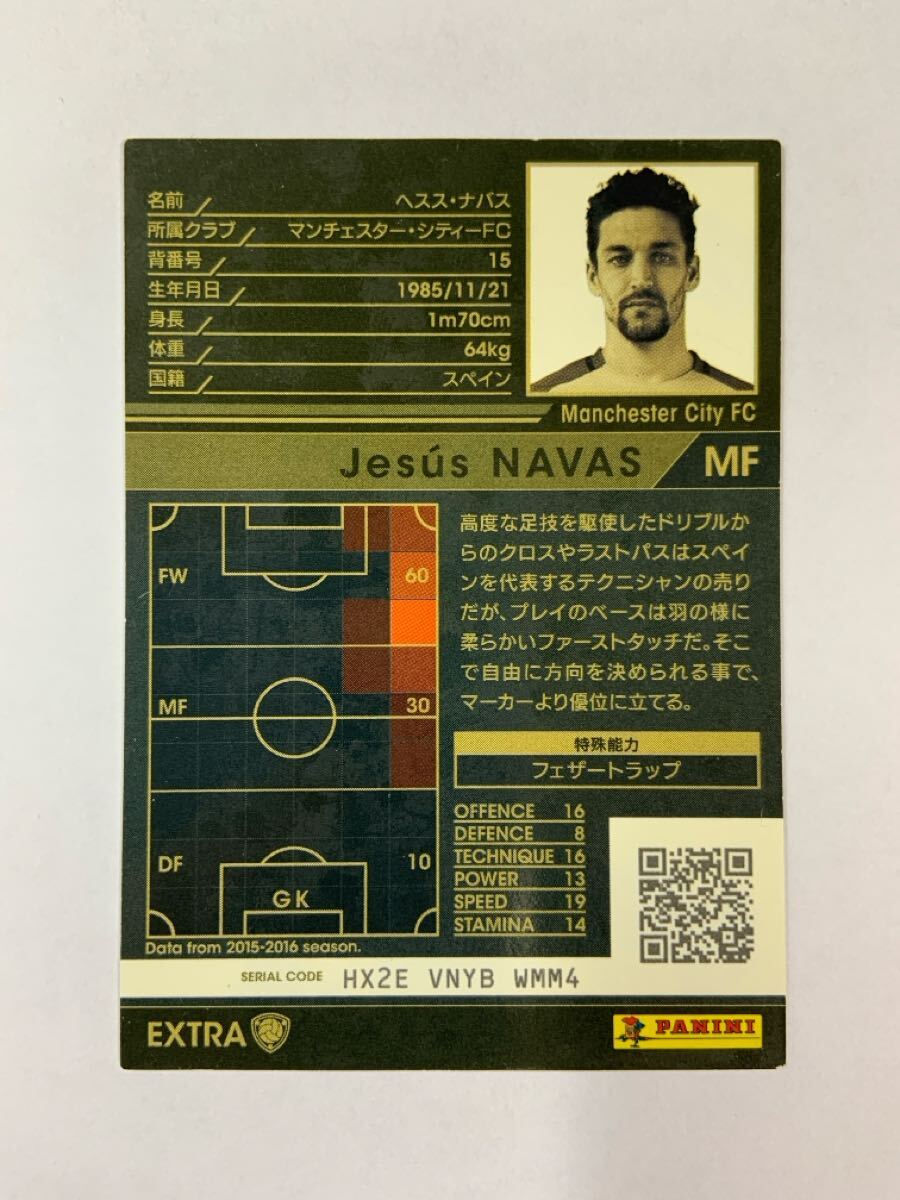 名前 ヘスス・ナバス
所属クラブ マンチェスター・シティーFC
背番号 15
生年月日 1985/11/21
身長 1m70cm
体重 64kg
国籍 スペイン
Manchester City FC
Jesús NAVAS MF
FW 60
MF 30
DF 10
GK
Data from 2015-2016 season.
高度な足技を駆使したドリブルか
らのクロスやラストパスはスペイ
ンを代表するテクニシャンの売り
だが、プレイのベースは羽の様に
柔らかいファーストタッチだ。そこ
で自由に方向を決められる事で、
マーカーより優位に立てる。
特殊能力
フェザートラップ
OFFENCE 16
DEFENCE 8
TECHNIQUE 16
POWER 13
SPEED 19
STAMINA 14
SERIAL CODE HX2E VNYB WMM4
EXTRA PANINI